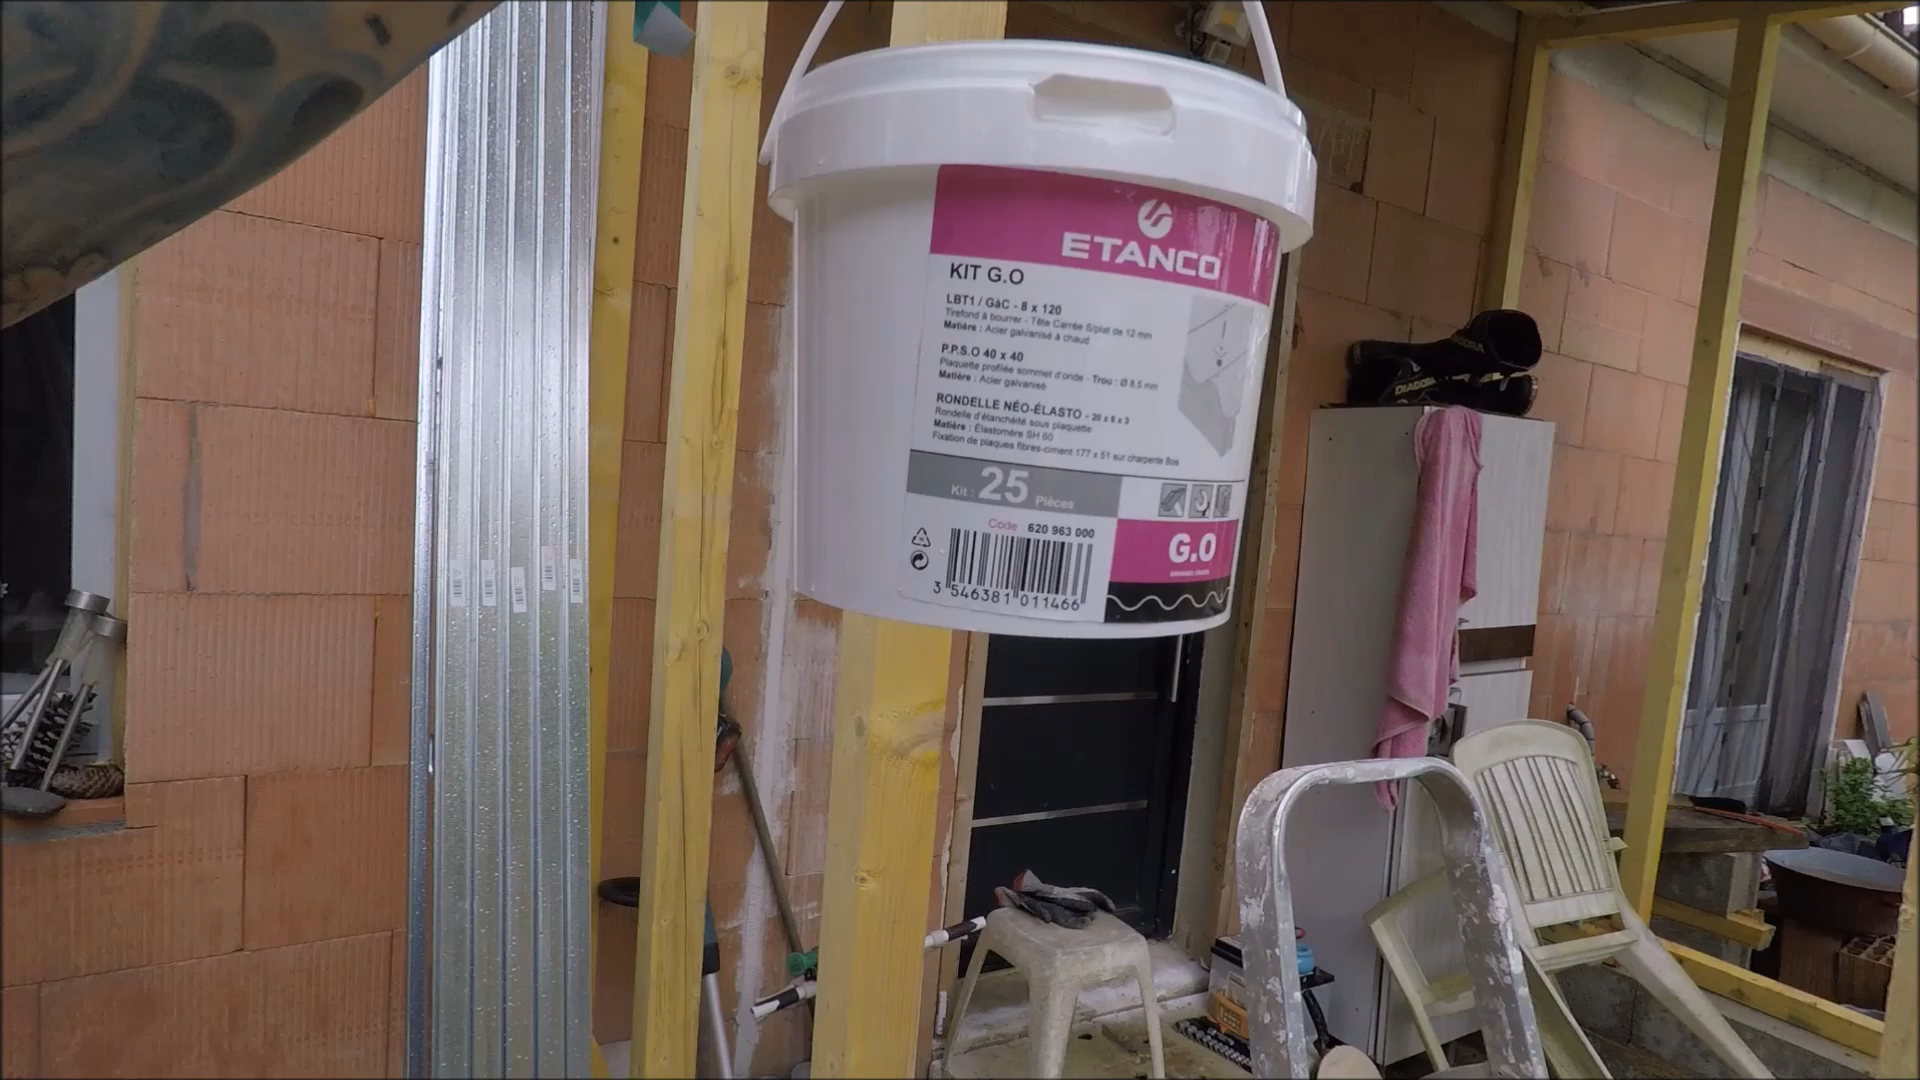 ETANCO
KIT G.O
LBT1 / GàC - 8 x 120
Tirefond à bourrer - Tête Carrée S/plat de 12 mm
Matière : Acier galvanisé à chaud
P.P.S.O 40 x 40
Plaquette profilée sommet d'onde - Trou : Ø 8,5 mm
Matière : Acier galvanisé
RONDELLE NÉO-ÉLASTO - 20 x 6 x 3
Rondelle d'étanchéité sous plaquette
Matière : Élastomère SH 60
Fixation de plaques fibres-ciment 177 x 51 sur charpente Bois
Kit : 25 Pièces
Code 620 963 000
G.O
3 546381 011466
DIADORA